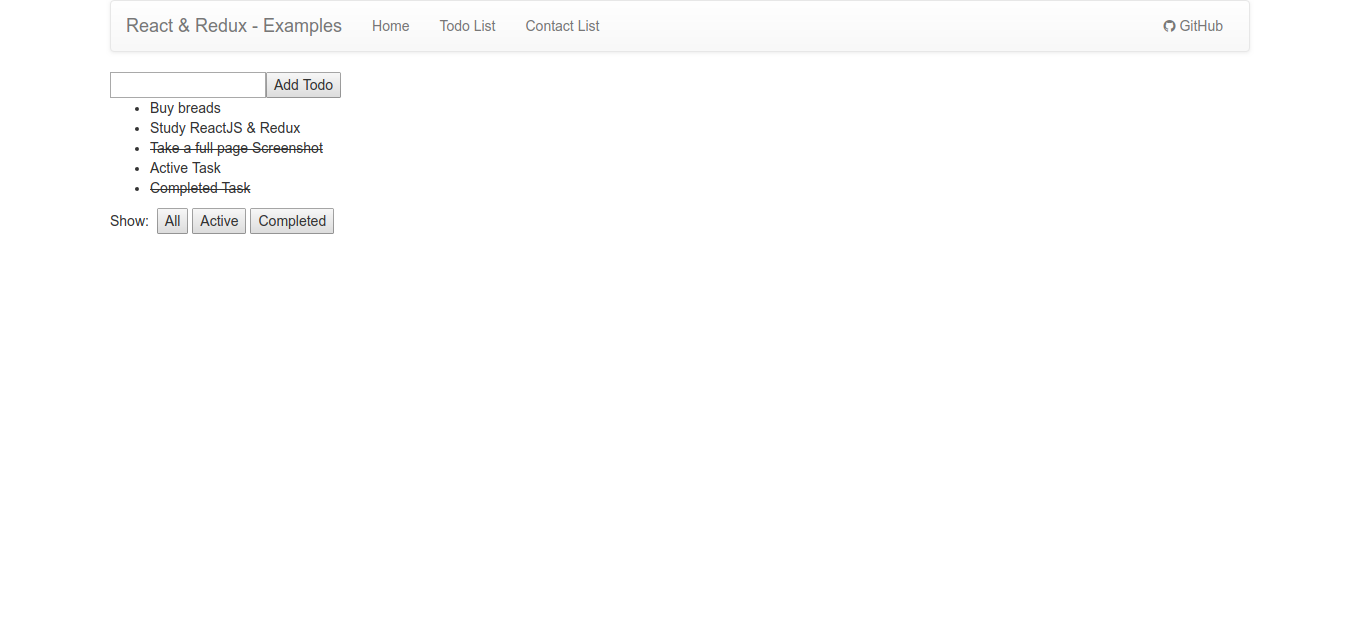 React & Redux - Examples Home Todo List Contact List GitHub
Add Todo
Buy breads
Study ReactJS & Redux
Take a full page Screenshot
Active Task
Completed Task
Show: All Active Completed